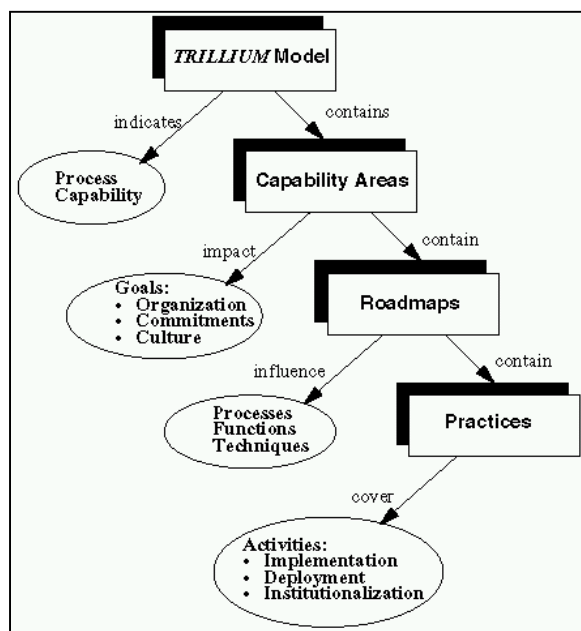 TRILLIUM Model
indicates
contains
Process
Capability
Capability Areas
impact
contain
Goals:
• Organization
• Commitments
• Culture
Roadmaps
influence
contain
Processes
Functions
Techniques
Practices
cover
Activities:
• Implementation
• Deployment
• Institutionalization